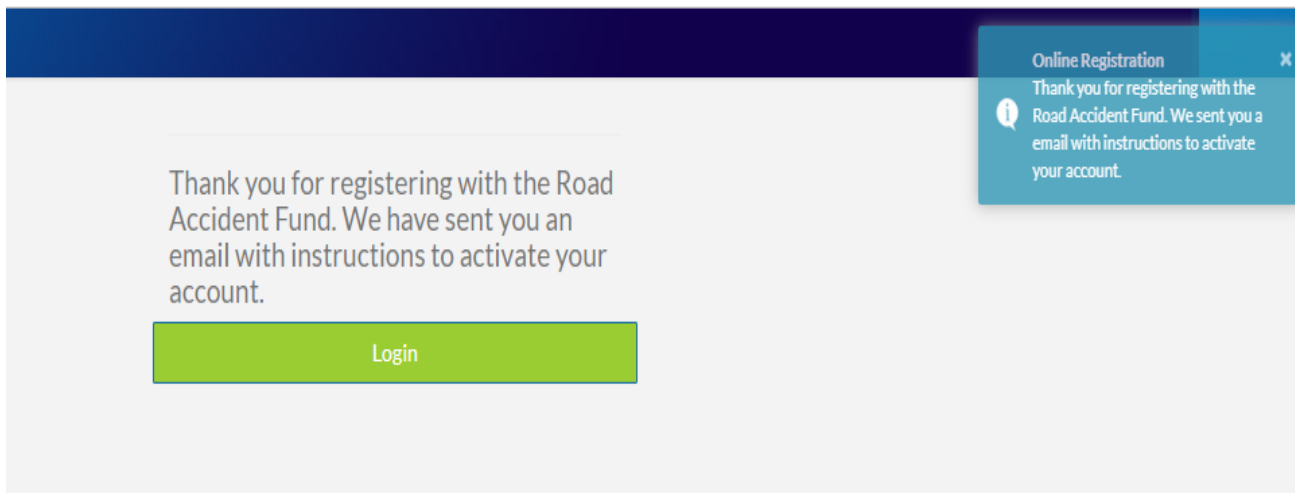 Online Registration ×
Thank you for registering with the
Road Accident Fund. We sent you a
email with instructions to activate
your account.
Thank you for registering with the Road
Accident Fund. We have sent you an
email with instructions to activate your
account.
Login